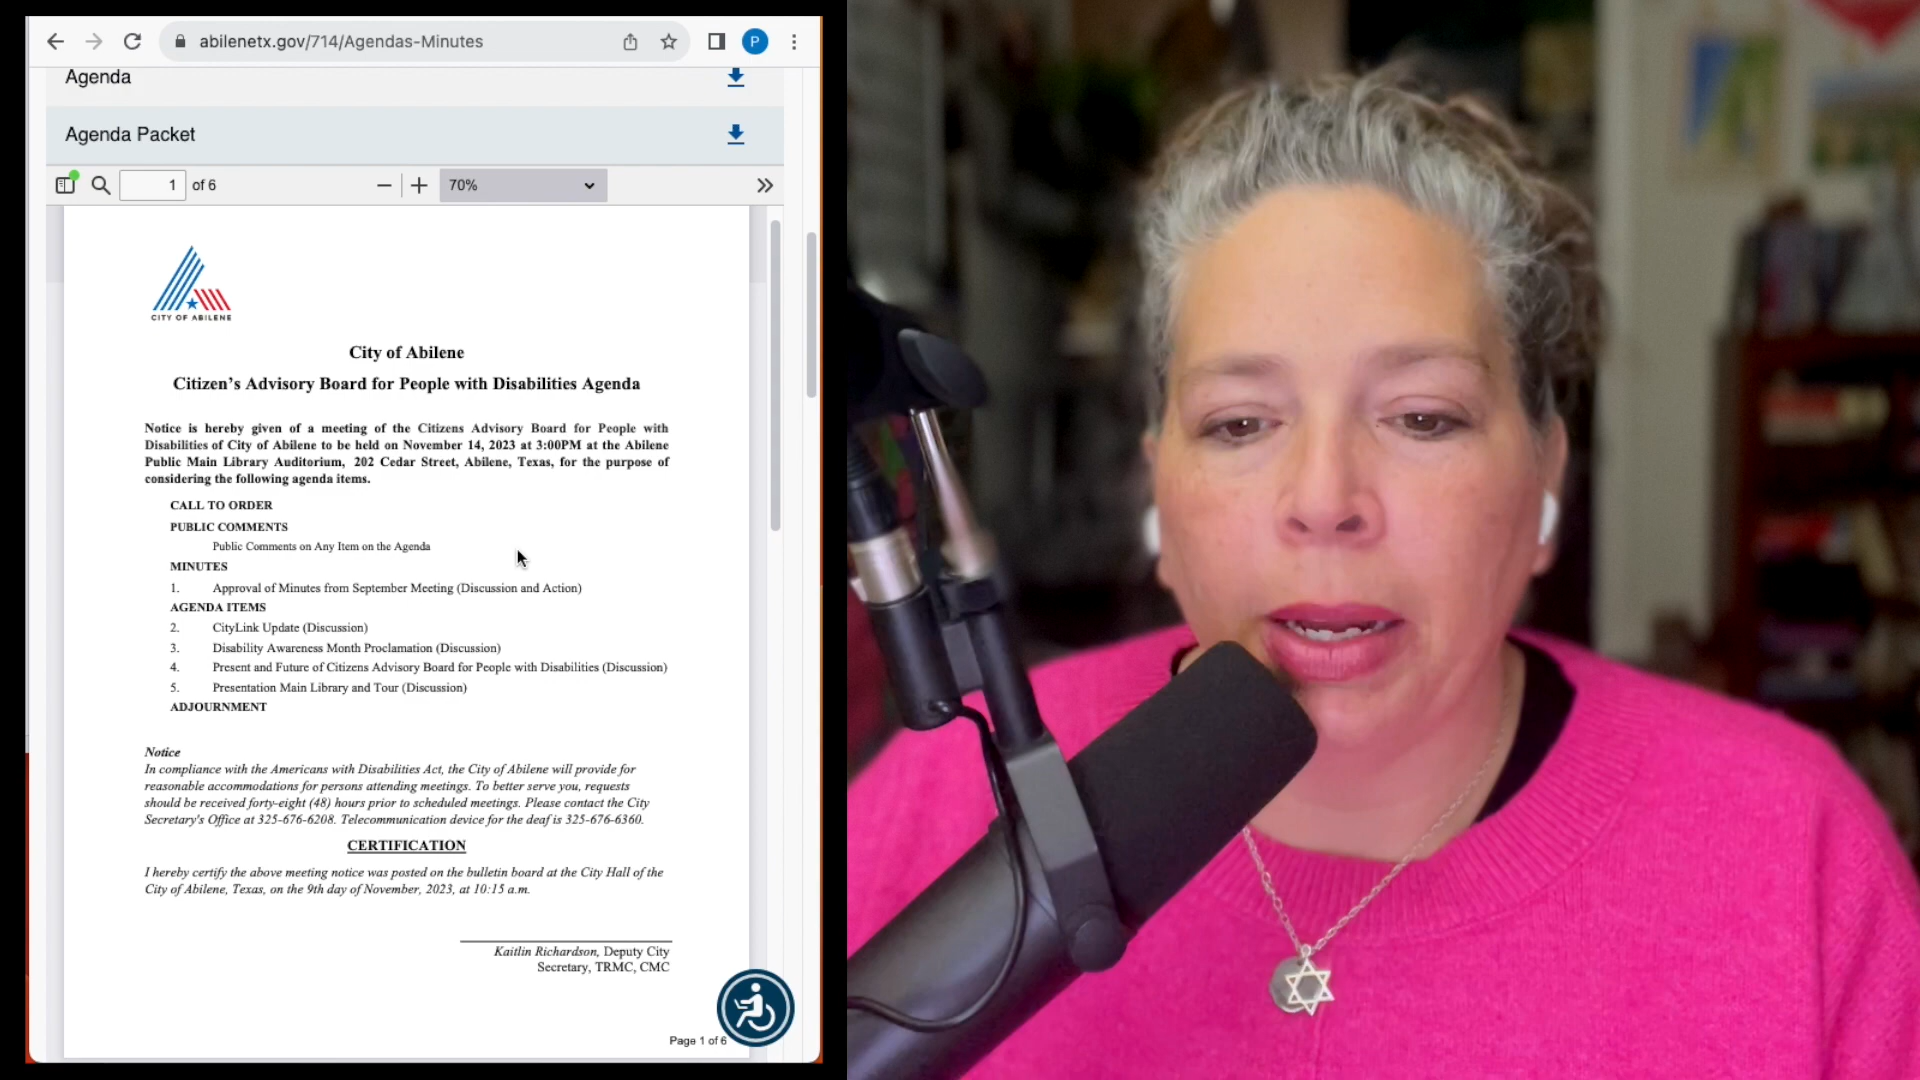 abilenetx.gov/714/Agendas-Minutes
P
Agenda
Agenda Packet
1 of 6
70%
CITY OF ABILENE
City of Abilene
Citizen's Advisory Board for People with Disabilities Agenda
Notice is hereby given of a meeting of the Citizens Advisory Board for People with
Disabilities of City of Abilene to be held on November 14, 2023 at 3:00PM at the Abilene
Public Main Library Auditorium, 202 Cedar Street, Abilene, Texas, for the purpose of
considering the following agenda items.
CALL TO ORDER
PUBLIC COMMENTS
Public Comments on Any Item on the Agenda
MINUTES
1. Approval of Minutes from September Meeting (Discussion and Action)
AGENDA ITEMS
2. CityLink Update (Discussion)
3. Disability Awareness Month Proclamation (Discussion)
4. Present and Future of Citizens Advisory Board for People with Disabilities (Discussion)
5. Presentation Main Library and Tour (Discussion)
ADJOURNMENT
Notice
In compliance with the Americans with Disabilities Act, the City of Abilene will provide for
reasonable accommodations for persons attending meetings. To better serve you, requests
should be received forty-eight (48) hours prior to scheduled meetings. Please contact the City
Secretary's Office at 325-676-6208. Telecommunication device for the deaf is 325-676-6360.
CERTIFICATION
I hereby certify the above meeting notice was posted on the bulletin board at the City Hall of the
City of Abilene, Texas, on the 9th day of November, 2023, at 10:15 a.m.
Kaitlin Richardson, Deputy City
Secretary, TRMC, CMC
Page 1 of 6